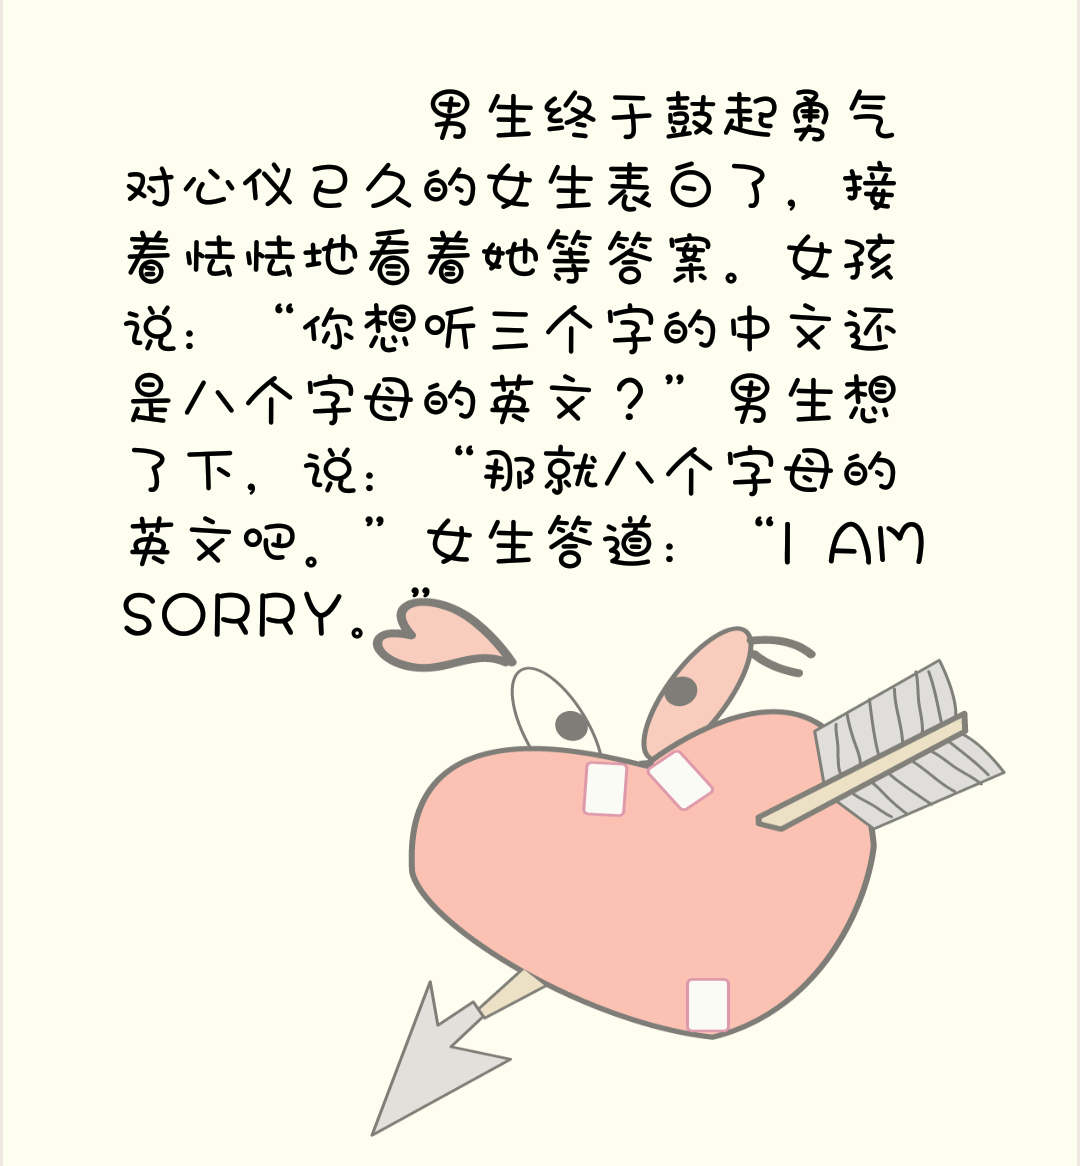 男生终于鼓起勇气
对心仪已久的女生表白了，接
着怯怯地看着她等答案。女孩
说：“你想听三个字的中文还
是八个字母的英文？”男生想
了下，说：“那就八个字母的
英文吧。”女生答道：“I AM
SORRY。”